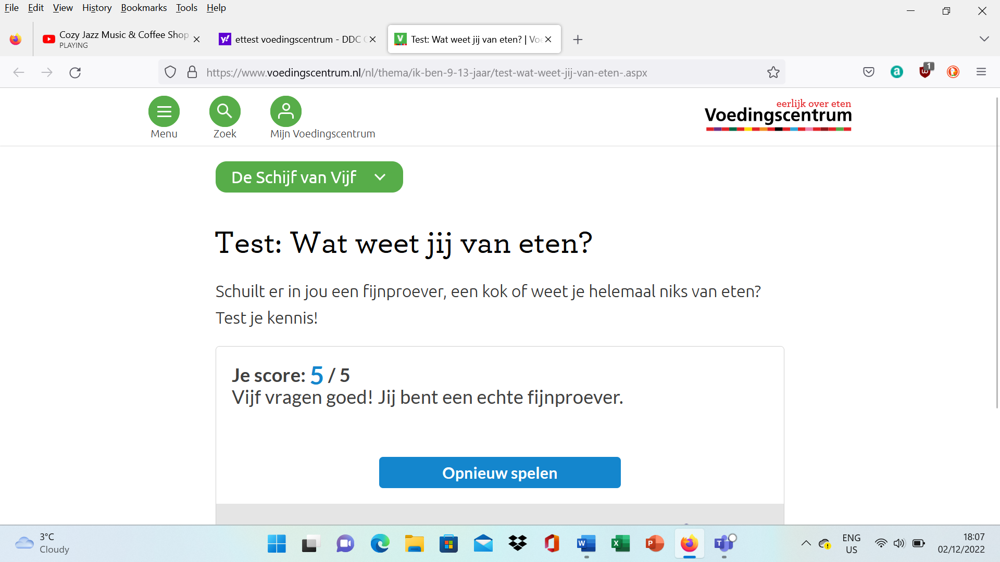 File Edit View History Bookmarks Tools Help
Cozy Jazz Music & Coffee Shop
PLAYING
ettest voedingscentrum - DDC
Test: Wat weet jij van eten? | Vo
https://www.voedingscentrum.nl/nl/thema/ik-ben-9-13-jaar/test-wat-weet-jij-van-eten-.aspx
1
Menu
Zoek
Mijn Voedingscentrum
eerlijk over eten
Voedingscentrum
De Schijf van Vijf
Test: Wat weet jij van eten?
Schuilt er in jou een fijnproever, een kok of weet je helemaal niks van eten?
Test je kennis!
Je score: 5 / 5
Vijf vragen goed! Jij bent een echte fijnproever.
Opnieuw spelen
3°C
Cloudy
ENG
US
18:07
02/12/2022